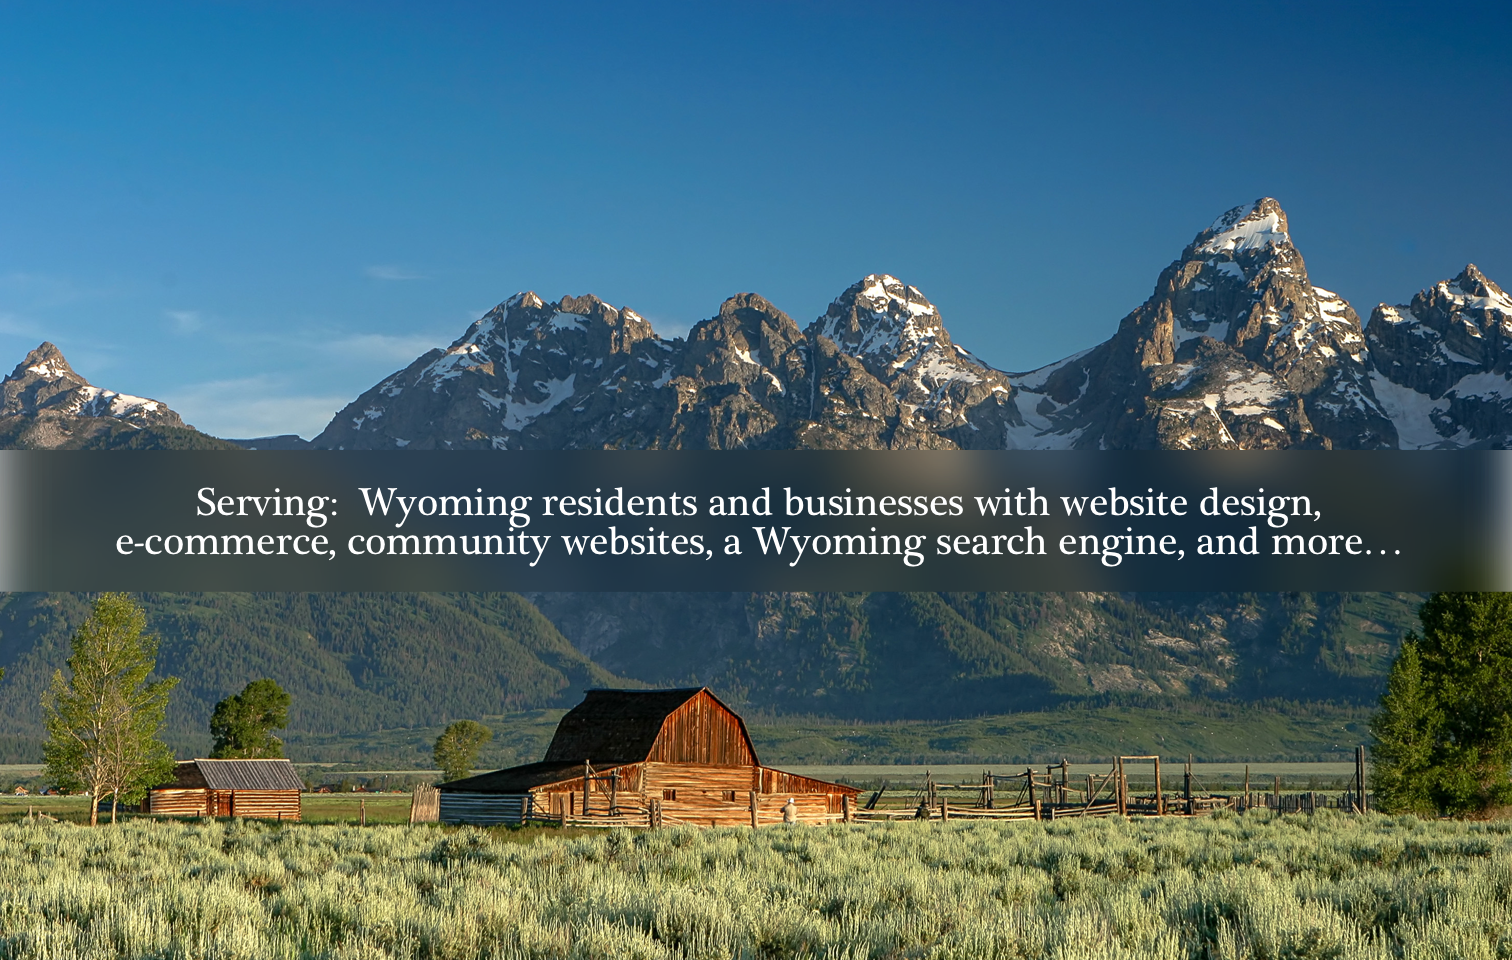 Serving:  Wyoming residents and businesses with website design,
e-commerce, community websites, a Wyoming search engine, and more...